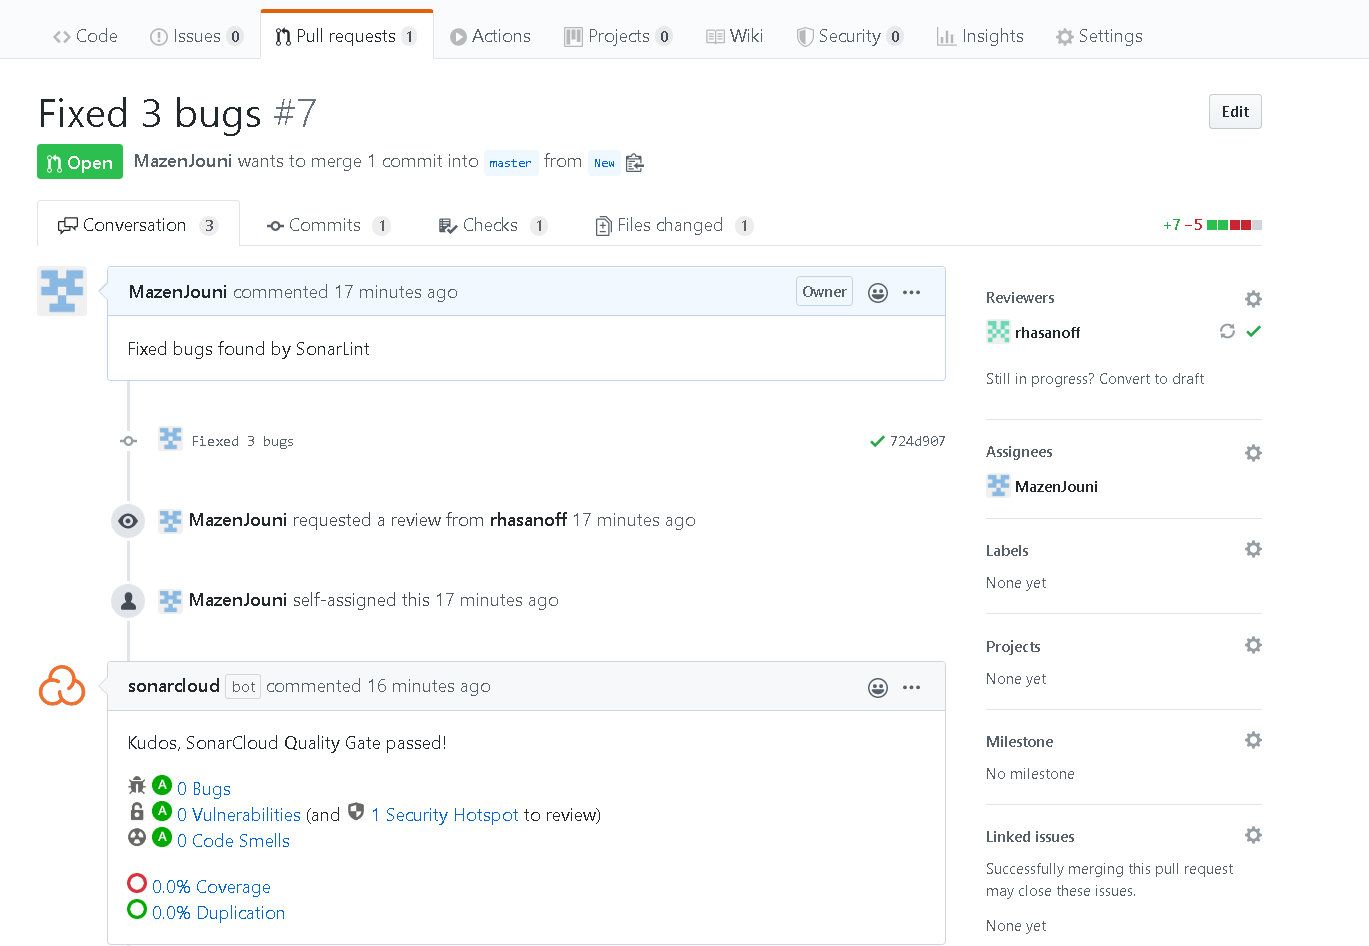 Code Issues 0 Pull requests 1 Actions Projects 0 Wiki Security 0 Insights Settings
Fixed 3 bugs #7
Edit
Open MazenJouni wants to merge 1 commit into master from New
Conversation 3 Commits 1 Checks 1 Files changed 1 +7 −5
MazenJouni commented 17 minutes ago Owner
Fixed bugs found by SonarLint
Fiexed 3 bugs 724d907
MazenJouni requested a review from rhasanoff 17 minutes ago
MazenJouni self-assigned this 17 minutes ago
sonarcloud bot commented 16 minutes ago
Kudos, SonarCloud Quality Gate passed!
A 0 Bugs
A 0 Vulnerabilities (and 1 Security Hotspot to review)
A 0 Code Smells
0.0% Coverage
0.0% Duplication
Reviewers
rhasanoff
Still in progress? Convert to draft
Assignees
MazenJouni
Labels
None yet
Projects
None yet
Milestone
No milestone
Linked issues
Successfully merging this pull request
may close these issues.
None yet